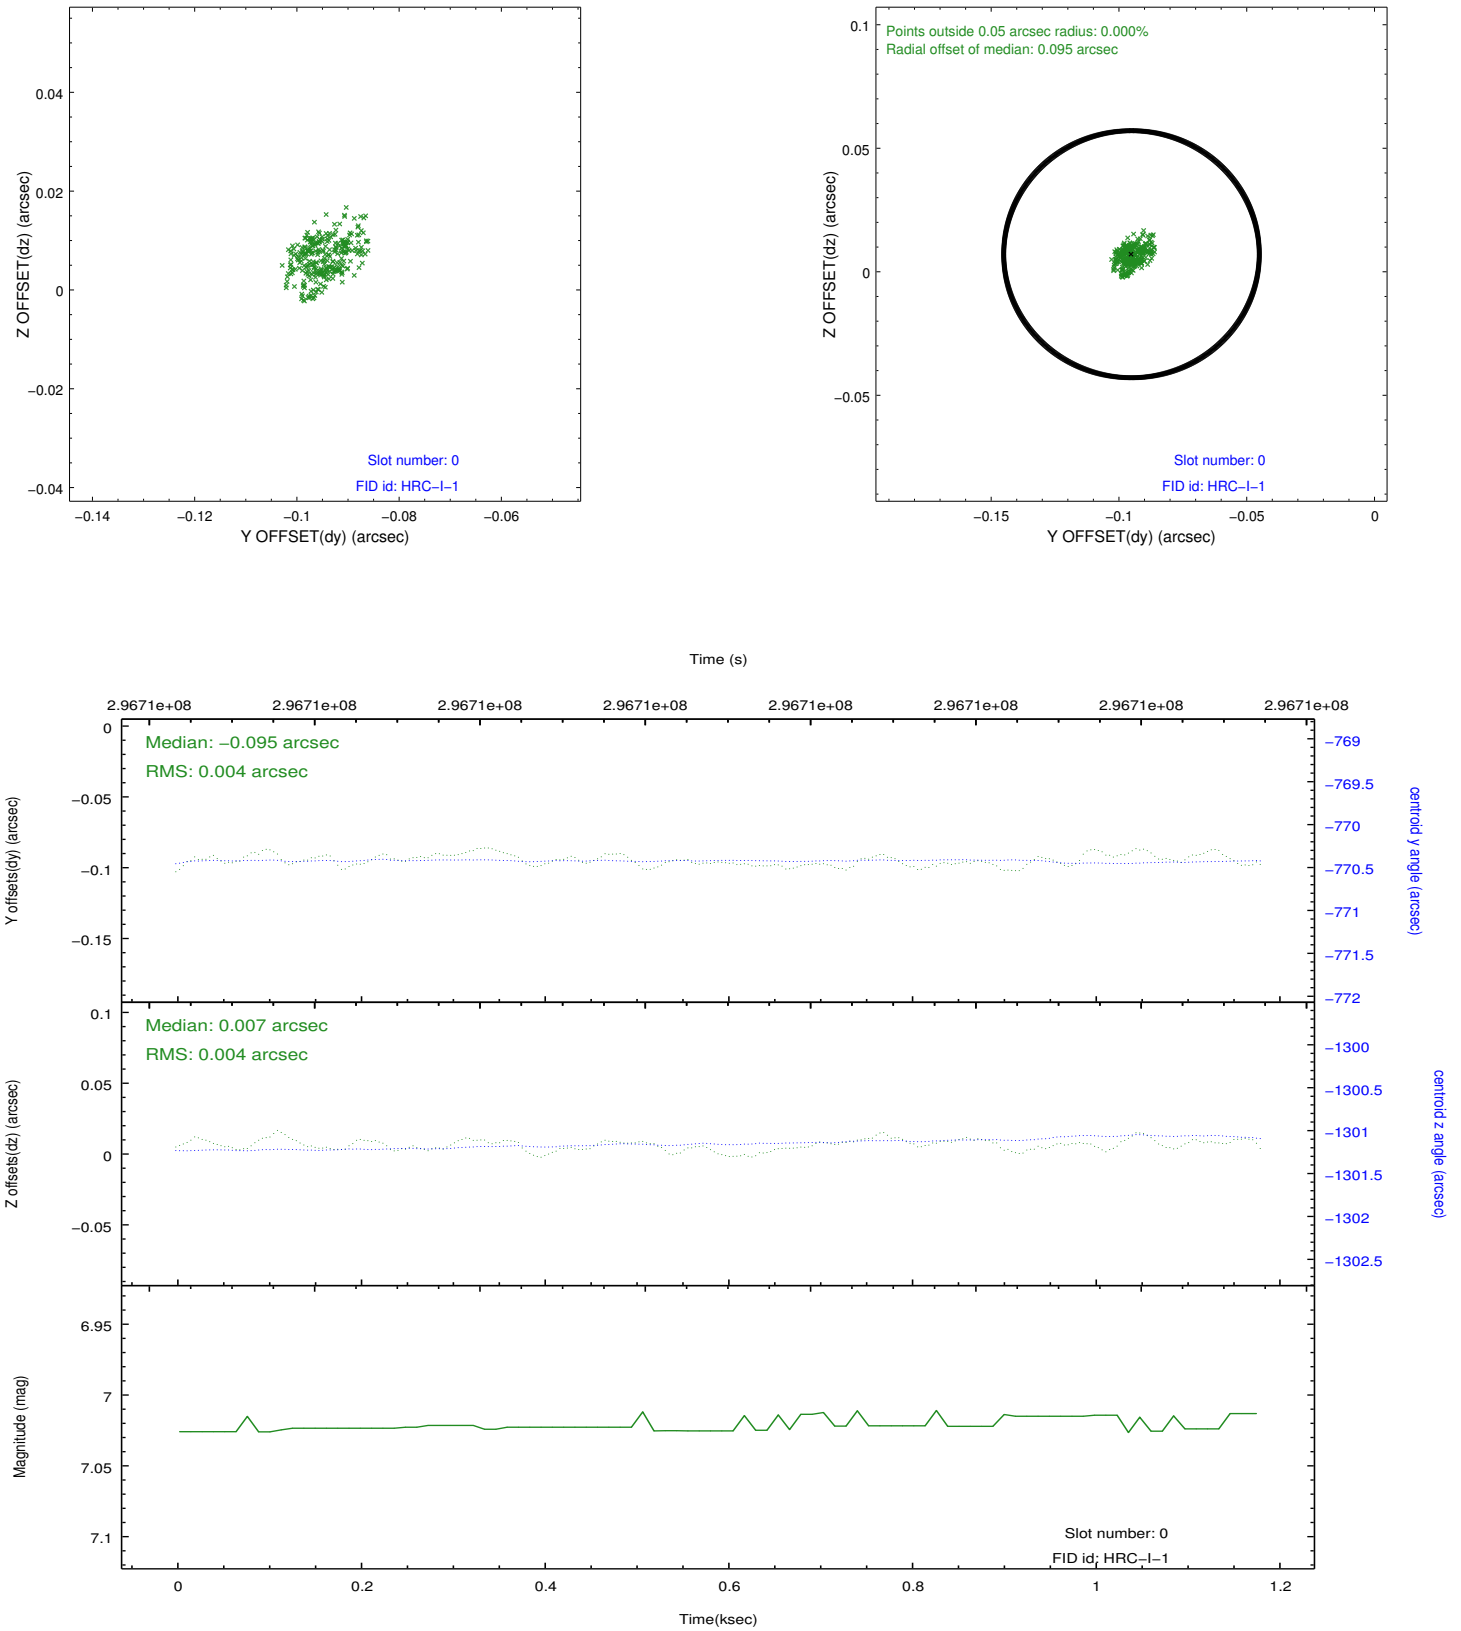 0.04
0.02
0
−0.02
−0.04
Z OFFSET(dz) (arcsec)
Slot number: 0
FID id: HRC−I−1
−0.14 −0.12 −0.1 −0.08 −0.06
Y OFFSET(dy) (arcsec)
0.1
0.05
0
−0.05
Z OFFSET(dz) (arcsec)
Points outside 0.05 arcsec radius: 0.000%
Radial offset of median: 0.095 arcsec
Slot number: 0
FID id: HRC−I−1
−0.15 −0.1 −0.05 0
Y OFFSET(dy) (arcsec)
Time (s)
2.9671e+08 2.9671e+08 2.9671e+08 2.9671e+08 2.9671e+08 2.9671e+08 2.9671e+08 2.9671e+08
Median: −0.095 arcsec
RMS: 0.004 arcsec
0
−0.05
−0.1
−0.15
Y offsets(dy) (arcsec)
−769
−769.5
−770
−770.5
−771
−771.5
−772
centroid y angle (arcsec)
Median: 0.007 arcsec
RMS: 0.004 arcsec
0.1
0.05
0
−0.05
Z offsets(dz) (arcsec)
−1300
−1300.5
−1301
−1301.5
−1302
−1302.5
centroid z angle (arcsec)
6.95
7
7.05
7.1
Magnitude (mag)
Slot number: 0
FID id: HRC−I−1
0 0.2 0.4 0.6 0.8 1 1.2
Time(ksec)